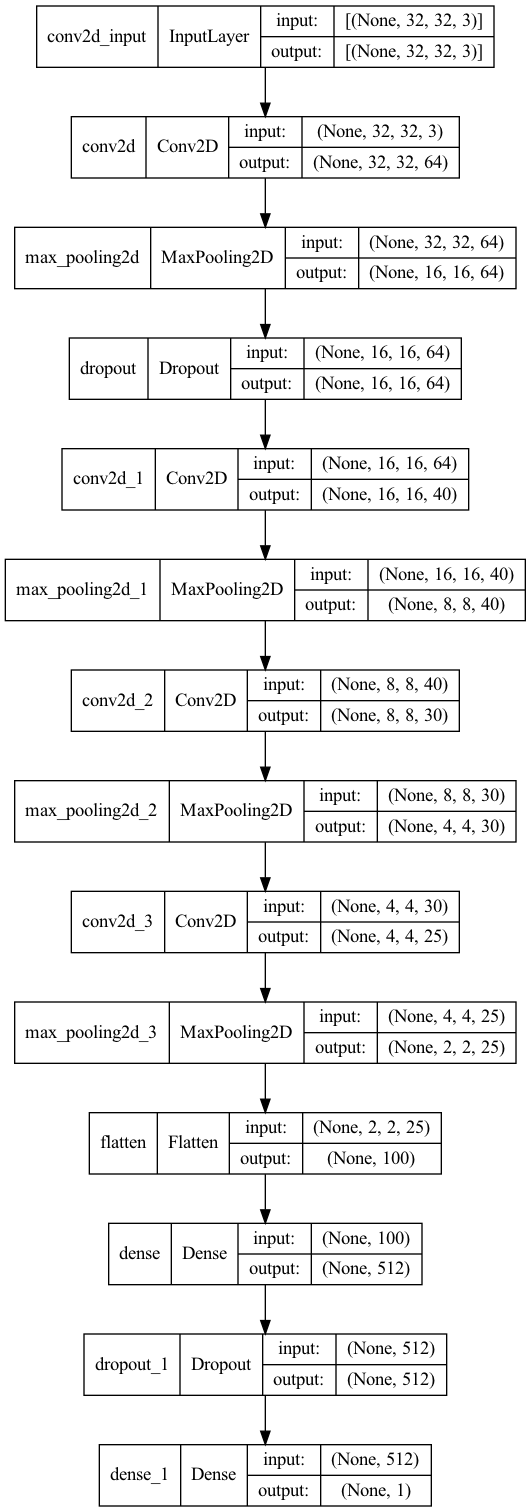 conv2d_input InputLayer input: [(None, 32, 32, 3)]
output: [(None, 32, 32, 3)]
conv2d Conv2D input: (None, 32, 32, 3)
output: (None, 32, 32, 64)
max_pooling2d MaxPooling2D input: (None, 32, 32, 64)
output: (None, 16, 16, 64)
dropout Dropout input: (None, 16, 16, 64)
output: (None, 16, 16, 64)
conv2d_1 Conv2D input: (None, 16, 16, 64)
output: (None, 16, 16, 40)
max_pooling2d_1 MaxPooling2D input: (None, 16, 16, 40)
output: (None, 8, 8, 40)
conv2d_2 Conv2D input: (None, 8, 8, 40)
output: (None, 8, 8, 30)
max_pooling2d_2 MaxPooling2D input: (None, 8, 8, 30)
output: (None, 4, 4, 30)
conv2d_3 Conv2D input: (None, 4, 4, 30)
output: (None, 4, 4, 25)
max_pooling2d_3 MaxPooling2D input: (None, 4, 4, 25)
output: (None, 2, 2, 25)
flatten Flatten input: (None, 2, 2, 25)
output: (None, 100)
dense Dense input: (None, 100)
output: (None, 512)
dropout_1 Dropout input: (None, 512)
output: (None, 512)
dense_1 Dense input: (None, 512)
output: (None, 1)